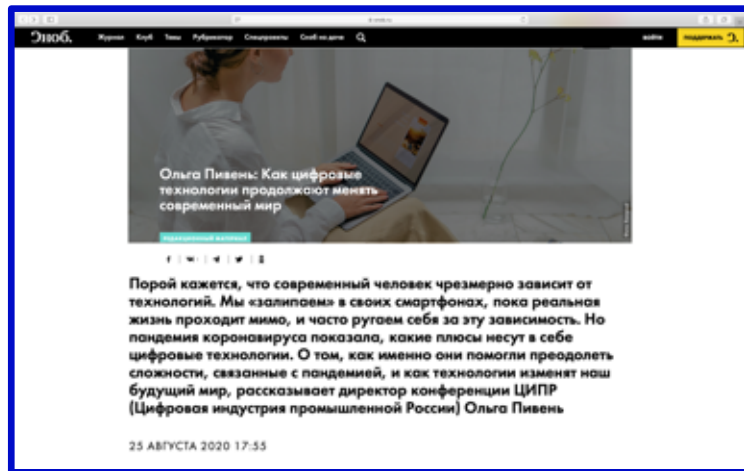 Сноб.
Журнал Клуб Темы Рубрикатор Спецпроекты Сноб на даче
ВОЙТИ
ПОДДЕРЖАТЬ
Ольга Пивень: Как цифровые
технологии продолжают менять
современный мир
РЕДАКЦИОННЫЙ МАТЕРИАЛ
Порой кажется, что современный человек чрезмерно зависит от
технологий. Мы «залипаем» в своих смартфонах, пока реальная
жизнь проходит мимо, и часто ругаем себя за эту зависимость. Но
пандемия коронавируса показала, какие плюсы несут в себе
цифровые технологии. О том, как именно они помогли преодолеть
сложности, связанные с пандемией, и как технологии изменят наш
будущий мир, рассказывает директор конференции ЦИПР
(Цифровая индустрия промышленной России) Ольга Пивень
25 АВГУСТА 2020 17:55